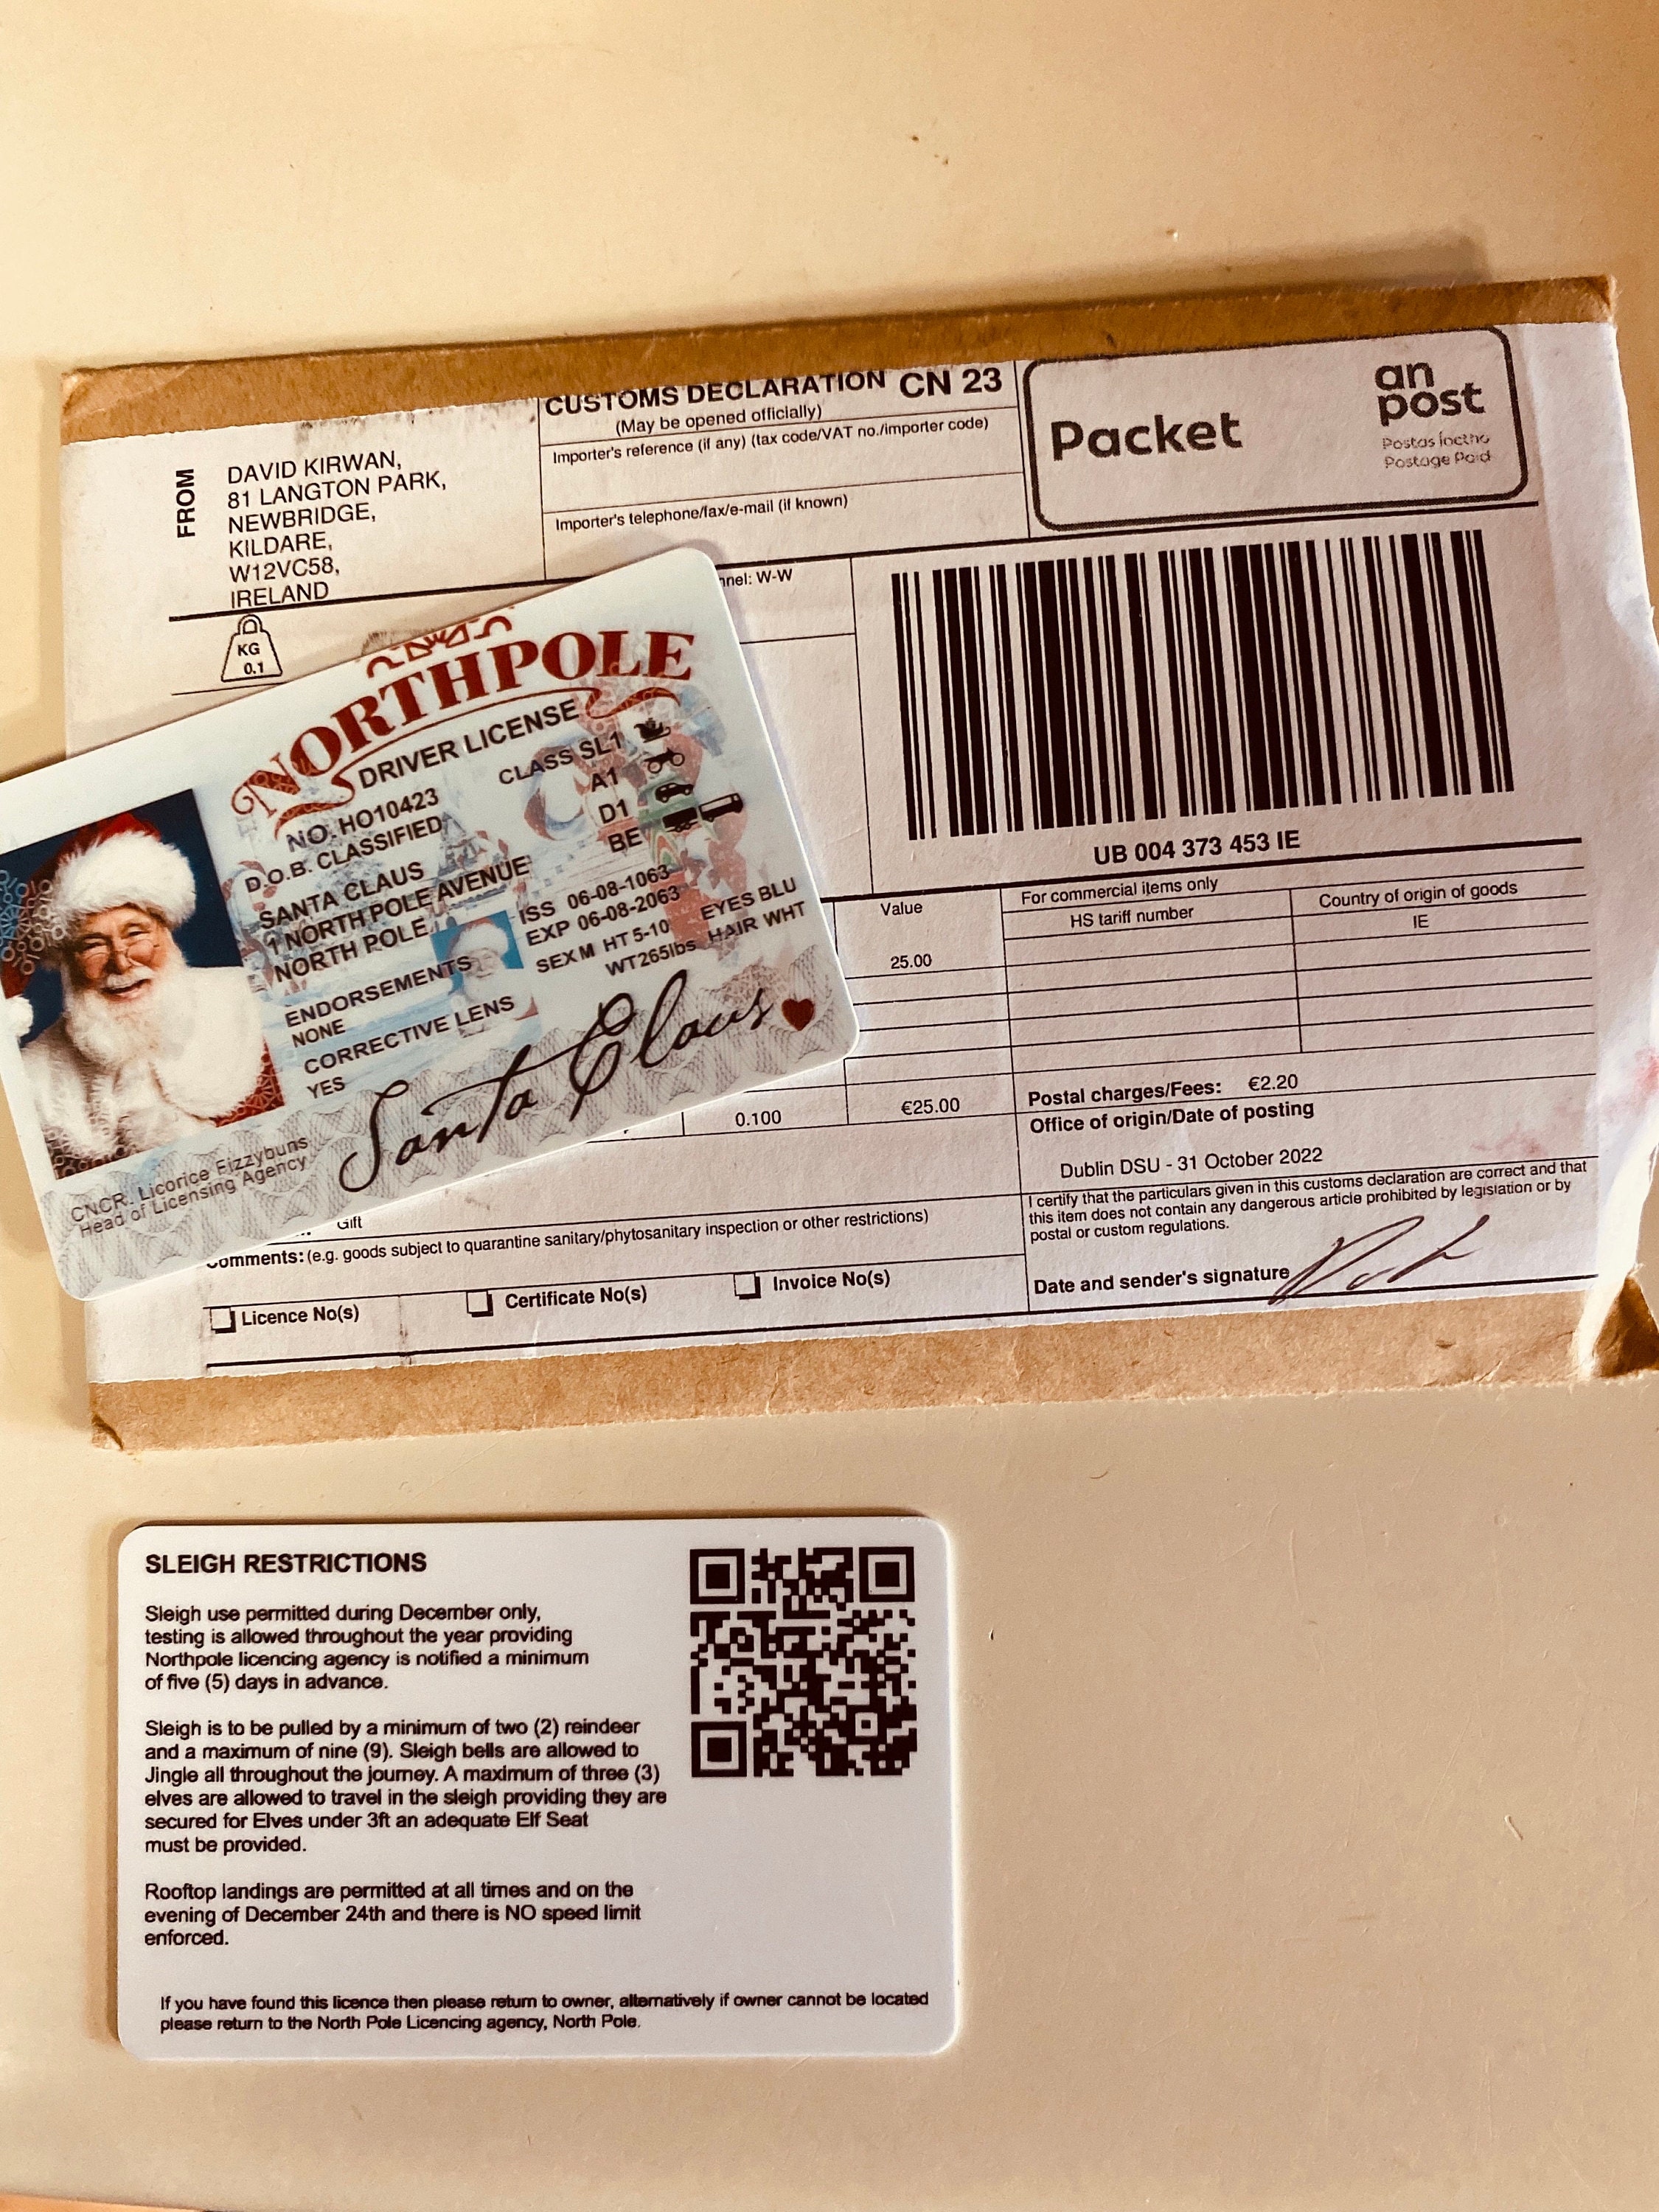 CUSTOMS DECLARATION CN 23
(May be opened officially)
Importer's reference (if any) (tax code/VAT no./importer code)
Importer's telephone/fax/e-mail (if known)
Packet
an
post
Postage Paid
FROM
DAVID KIRWAN,
81 LANGTON PARK,
NEWBRIDGE,
KILDARE,
W12VC58,
IRELAND
KG
0.1
W-W
UB 004 373 453 IE
Value
For commercial items only
HS tariff number
Country of origin of goods
IE
25.00
0.100
€25.00
Postal charges/Fees: €2.20
Office of origin/Date of posting
Dublin DSU - 31 October 2022
I certify that the particulars given in this customs declaration are correct and that
this item does not contain any dangerous article prohibited by legislation or by
postal or custom regulations.
Date and sender's signature
Gift
(e.g. goods subject to quarantine sanitary/phytosanitary inspection or other restrictions)
Licence No(s)
Certificate No(s)
Invoice No(s)
NORTHPOLE
DRIVER LICENSE
NO. HO10423
D.O.B. CLASSIFIED
SANTA CLAUS
1 NORTH POLE AVENUE
NORTH POLE
ENDORSEMENTS
NONE
CORRECTIVE LENS
YES
CLASS SL1
A1
D1
BE
ISS 06-08-1063
EXP 06-08-2063
SEX M HT 5-10 EYES BLU
WT265lbs HAIR WHT
Santa Claus
CNCR. Licorice Fizzybuns
Head of Licensing Agency
SLEIGH RESTRICTIONS
Sleigh use permitted during December only,
testing is allowed throughout the year providing
Northpole licencing agency is notified a minimum
of five (5) days in advance.
Sleigh is to be pulled by a minimum of two (2) reindeer
and a maximum of nine (9). Sleigh bells are allowed to
Jingle all throughout the journey. A maximum of three (3)
elves are allowed to travel in the sleigh providing they are
secured for Elves under 3ft an adequate Elf Seat
must be provided.
Rooftop landings are permitted at all times and on the
evening of December 24th and there is NO speed limit
enforced.
If you have found this licence then please return to owner, alternatively if owner cannot be located
please return to the North Pole Licencing agency, North Pole.